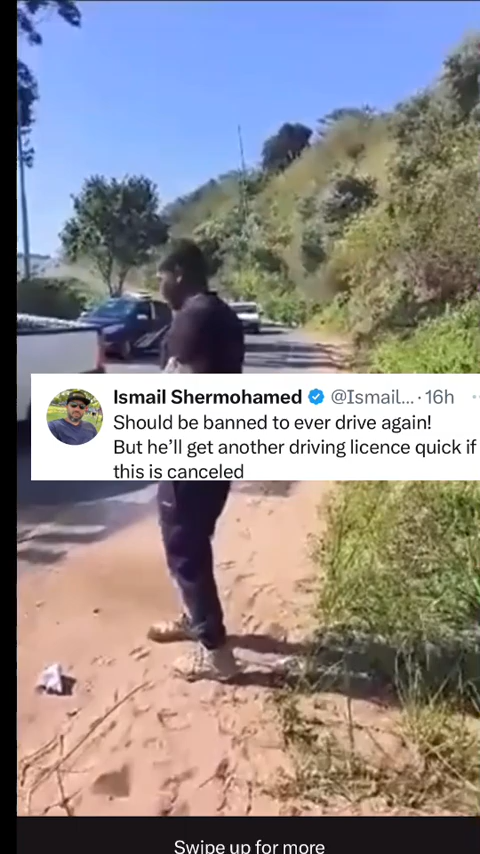 Ismail Shermohamed @Ismail... · 16h
Should be banned to ever drive again!
But he'll get another driving licence quick if
this is canceled
Swipe up for more